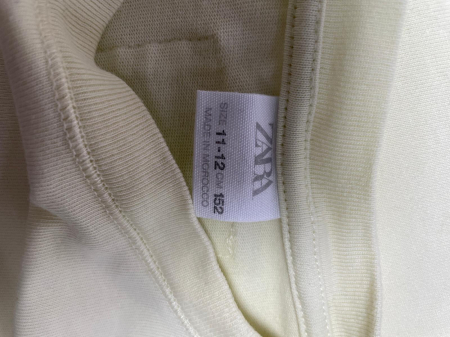 ZARA
SIZE 11-12 CM 152
MADE IN MOROCCO